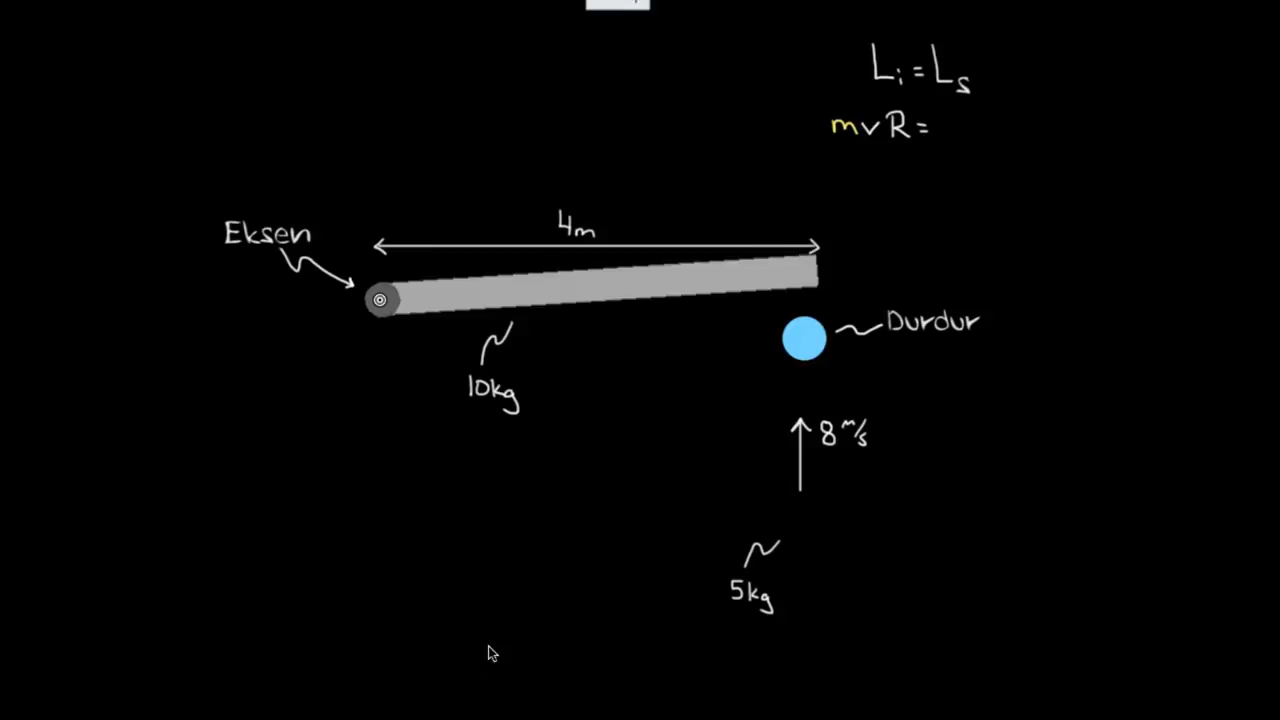 Lᵢ = Lₛ
mvR =
4m
Eksen
Durdur
10kg
8 m/s
5kg